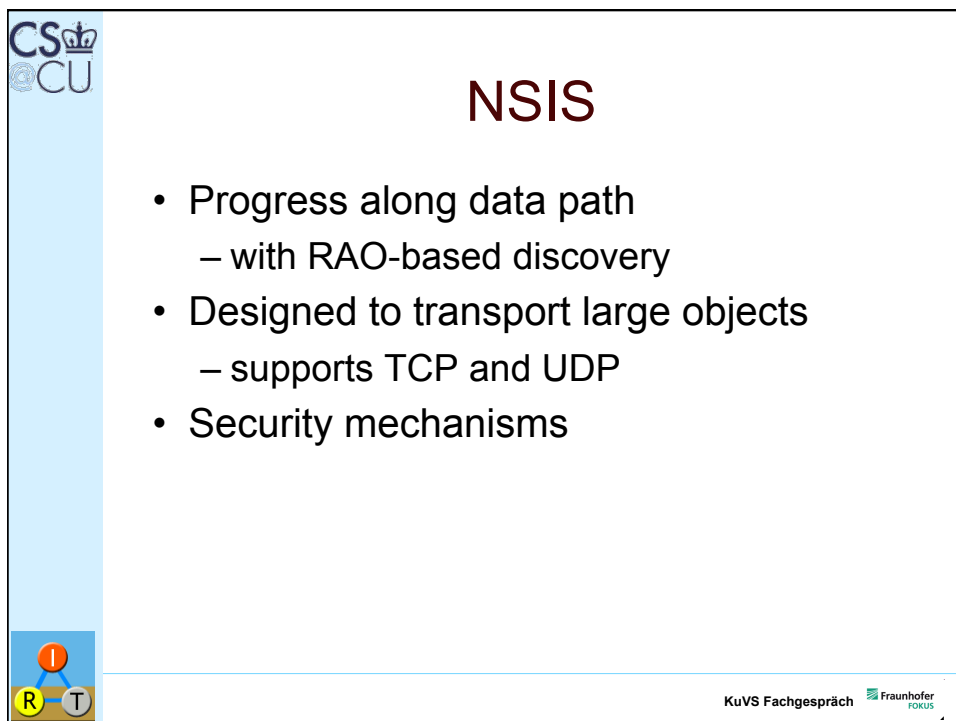 CS
@CU
NSIS
• Progress along data path
– with RAO-based discovery
• Designed to transport large objects
– supports TCP and UDP
• Security mechanisms
I
R T
KuVS Fachgespräch
Fraunhofer
FOKUS